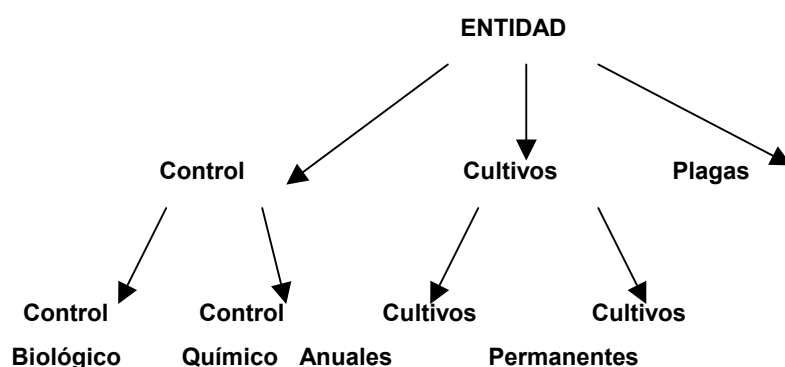 ENTIDAD
Control Cultivos Plagas
Control Control Cultivos Cultivos
Biológico Químico Anuales Permanentes